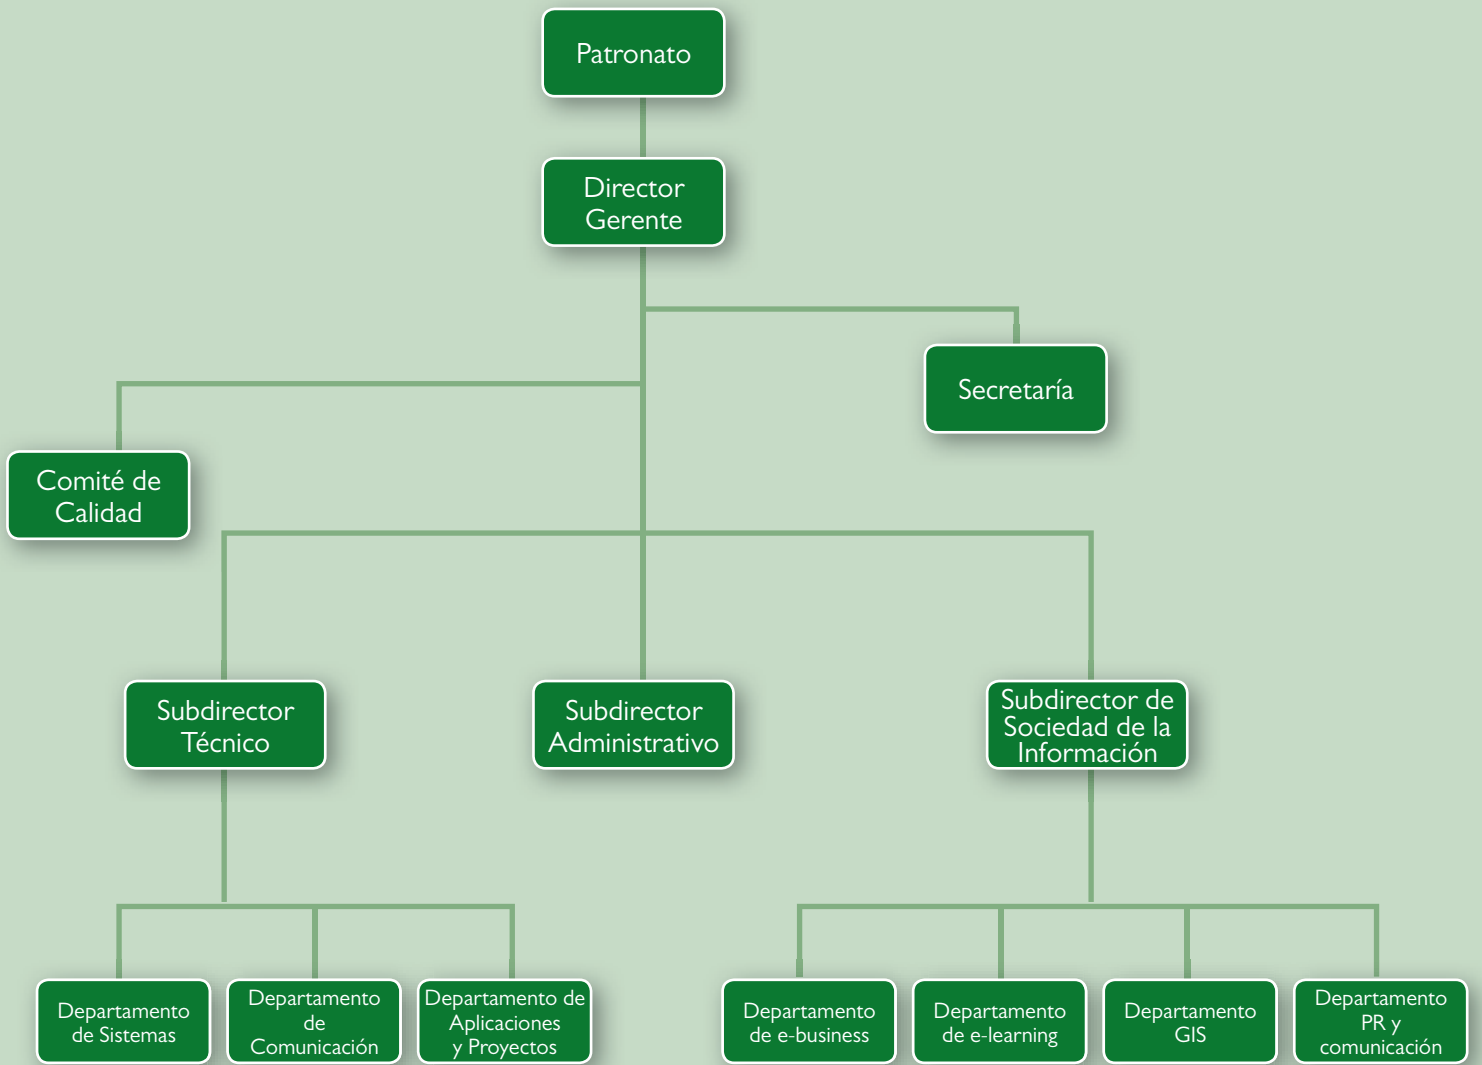 Patronato
Director
Gerente
Secretaría
Comité de
Calidad
Subdirector
Técnico
Subdirector
Administrativo
Subdirector de
Sociedad de la
Información
Departamento
de Sistemas
Departamento
de
Comunicación
Departamento de
Aplicaciones
y Proyectos
Departamento
de e-business
Departamento
de e-learning
Departamento
GIS
Departamento
PR y
comunicación